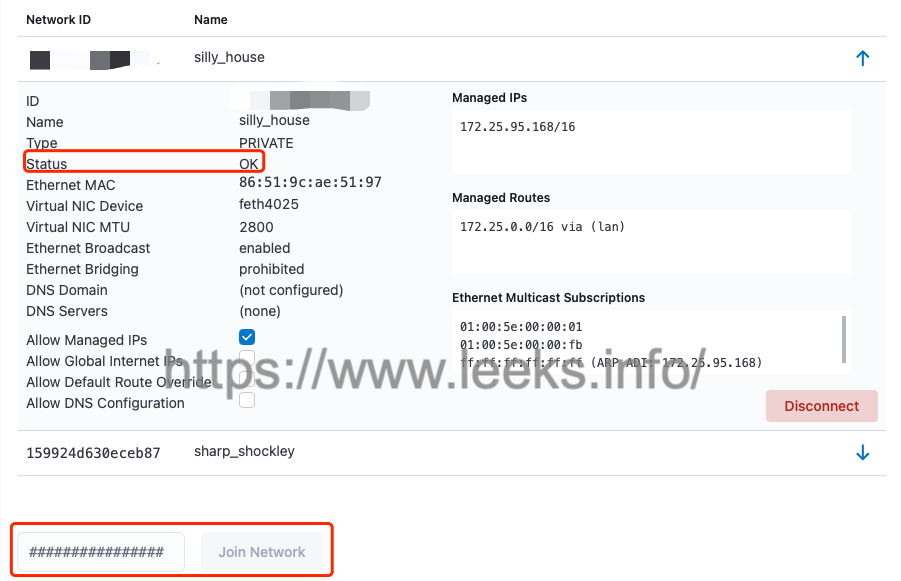 Network ID Name
silly_house
ID
Name silly_house
Type PRIVATE
Status OK
Ethernet MAC 86:51:9c:ae:51:97
Virtual NIC Device feth4025
Virtual NIC MTU 2800
Ethernet Broadcast enabled
Ethernet Bridging prohibited
DNS Domain (not configured)
DNS Servers (none)
Allow Managed IPs
Allow Global Internet IPs
Allow Default Route Override
Allow DNS Configuration
Managed IPs
172.25.95.168/16
Managed Routes
172.25.0.0/16 via (lan)
Ethernet Multicast Subscriptions
01:00:5e:00:00:01
01:00:5e:00:00:fb
ff:ff:ff:ff:ff:ff (ARP ADI: 172.25.95.168)
Disconnect
https://www.leeks.info/
159924d630eceb87 sharp_shockley
################ Join Network